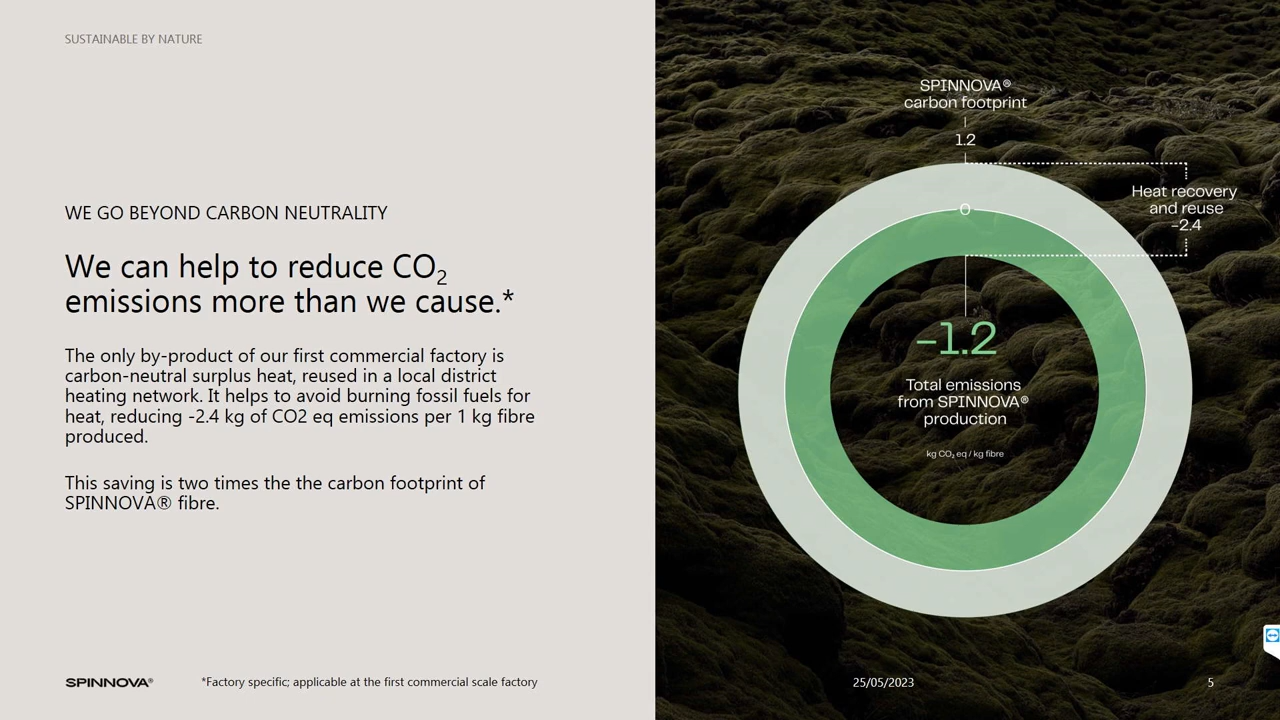 SUSTAINABLE BY NATURE
WE GO BEYOND CARBON NEUTRALITY
We can help to reduce CO₂
emissions more than we cause.*
The only by-product of our first commercial factory is
carbon-neutral surplus heat, reused in a local district
heating network. It helps to avoid burning fossil fuels for
heat, reducing -2.4 kg of CO2 eq emissions per 1 kg fibre
produced.
This saving is two times the the carbon footprint of
SPINNOVA® fibre.
SPINNOVA®
*Factory specific; applicable at the first commercial scale factory
SPINNOVA®
carbon footprint
1.2
Heat recovery
and reuse
−2.4
0
−1.2
Total emissions
from SPINNOVA®
production
kg CO₂ eq / kg fibre
25/05/2023
5